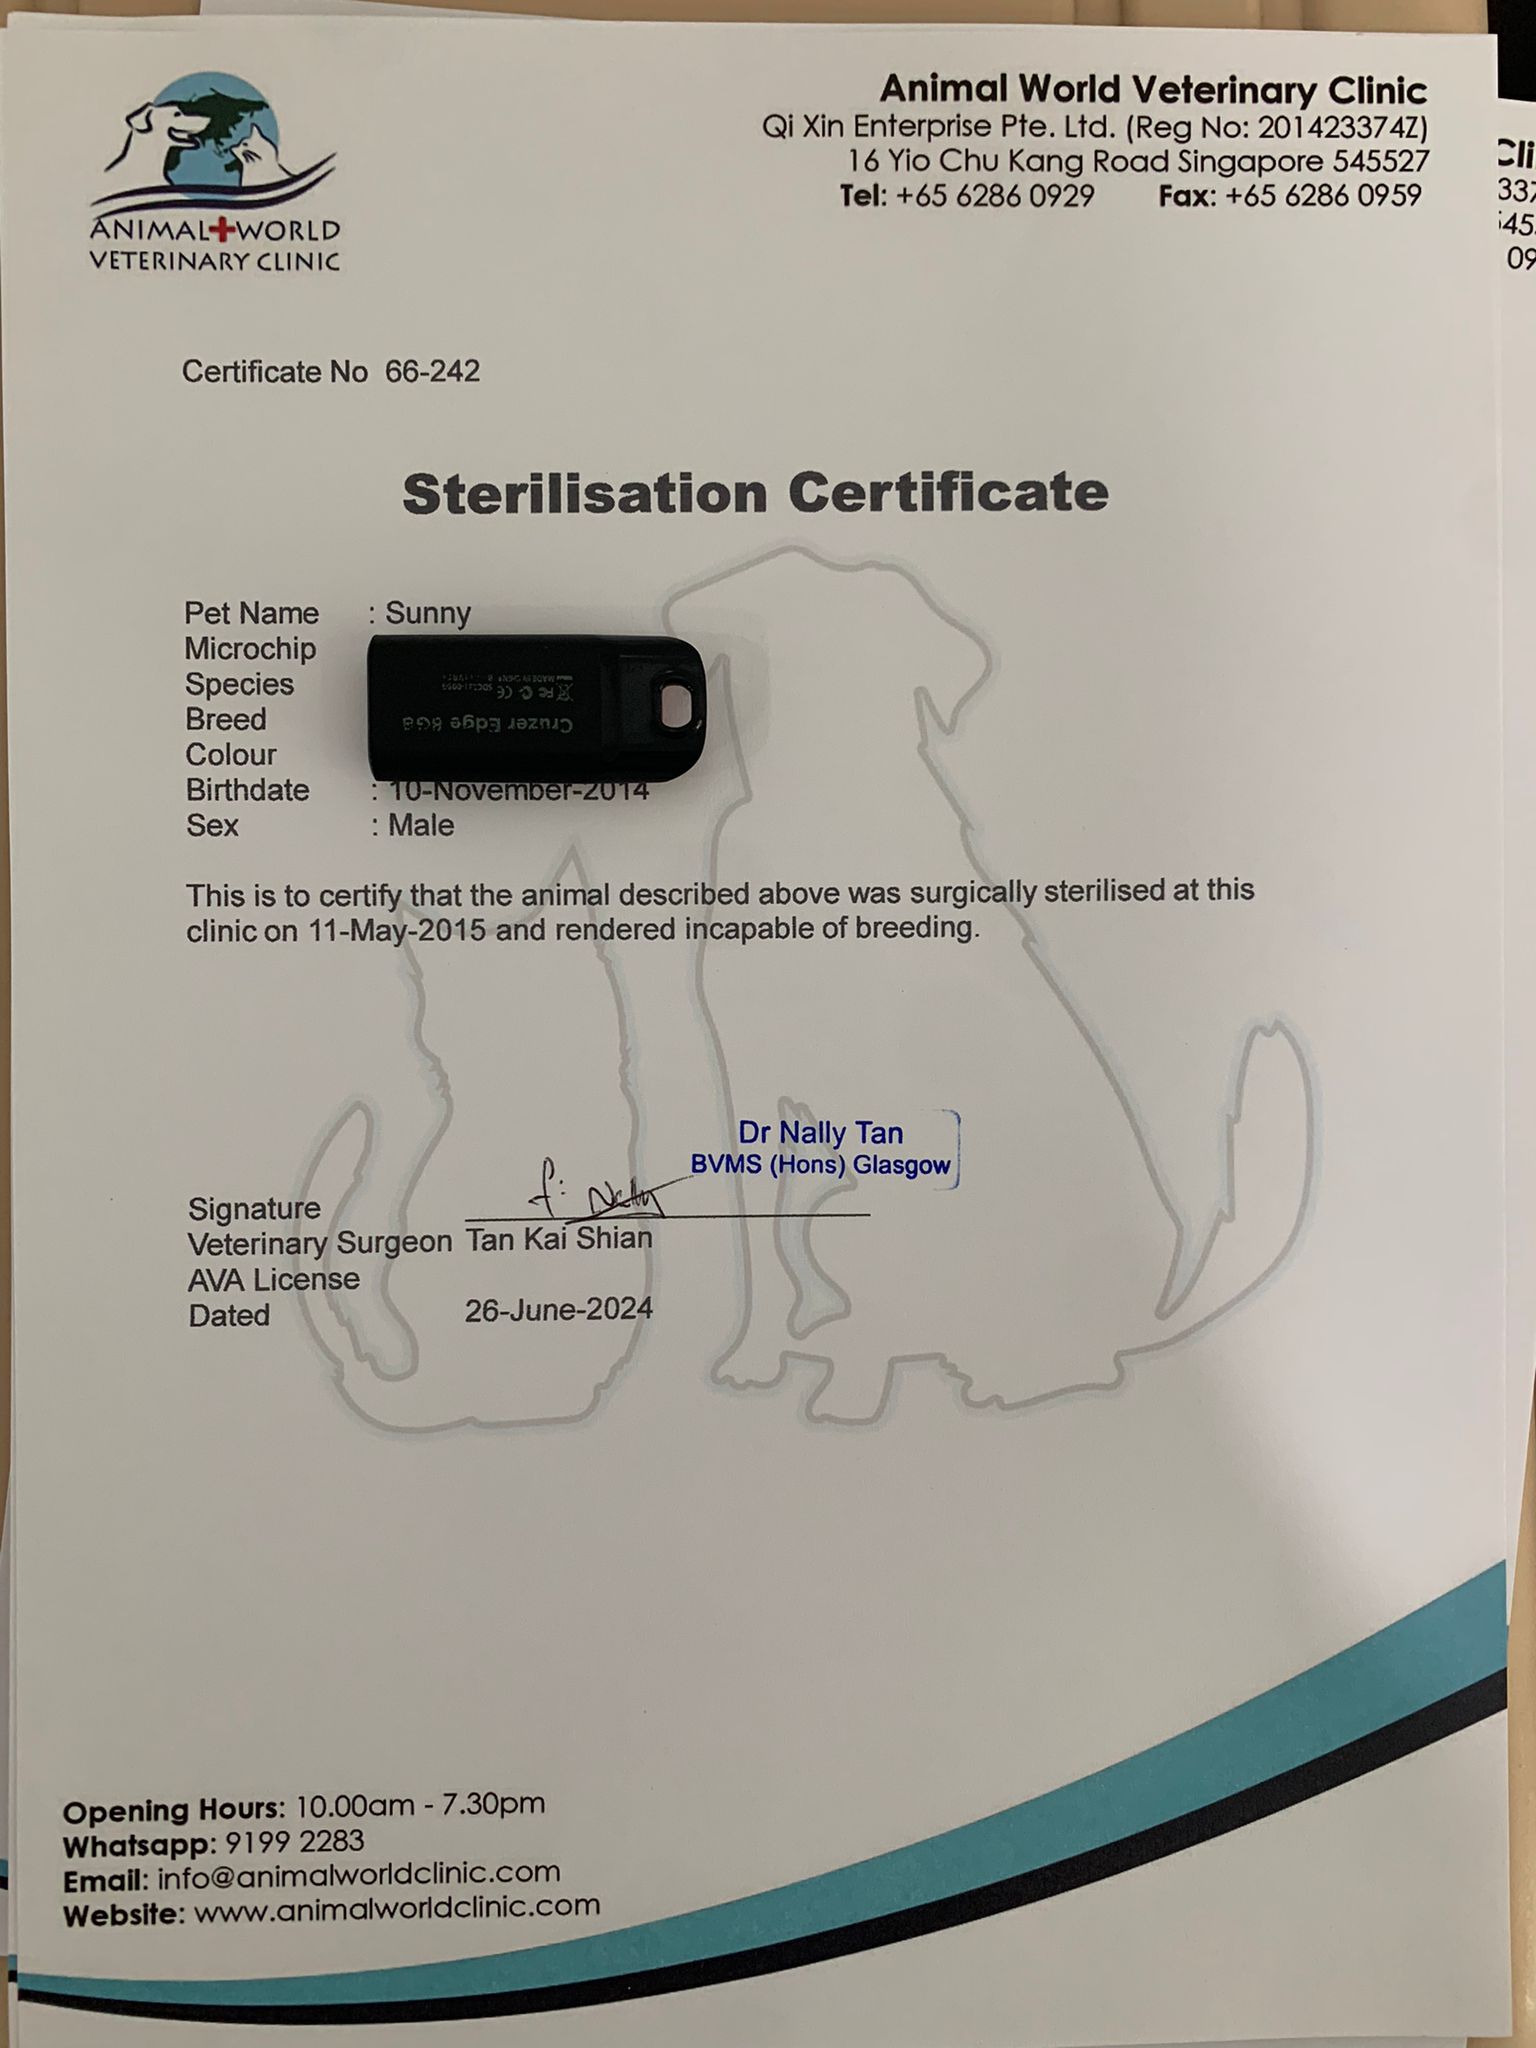 ANIMAL WORLD
VETERINARY CLINIC
Animal World Veterinary Clinic
Qi Xin Enterprise Pte. Ltd. (Reg No: 201423374Z)
16 Yio Chu Kang Road Singapore 545527
Tel: +65 6286 0929 Fax: +65 6286 0959
Certificate No 66-242
Sterilisation Certificate
Pet Name : Sunny
Microchip
Species
Breed
Colour
Birthdate : 10-November-2014
Sex : Male
Cruzer Edge 8GB
This is to certify that the animal described above was surgically sterilised at this
clinic on 11-May-2015 and rendered incapable of breeding.
Dr Nally Tan
BVMS (Hons) Glasgow
Signature f: Nally
Veterinary Surgeon Tan Kai Shian
AVA License
Dated 26-June-2024
Opening Hours: 10.00am - 7.30pm
Whatsapp: 9199 2283
Email: info@animalworldclinic.com
Website: www.animalworldclinic.com